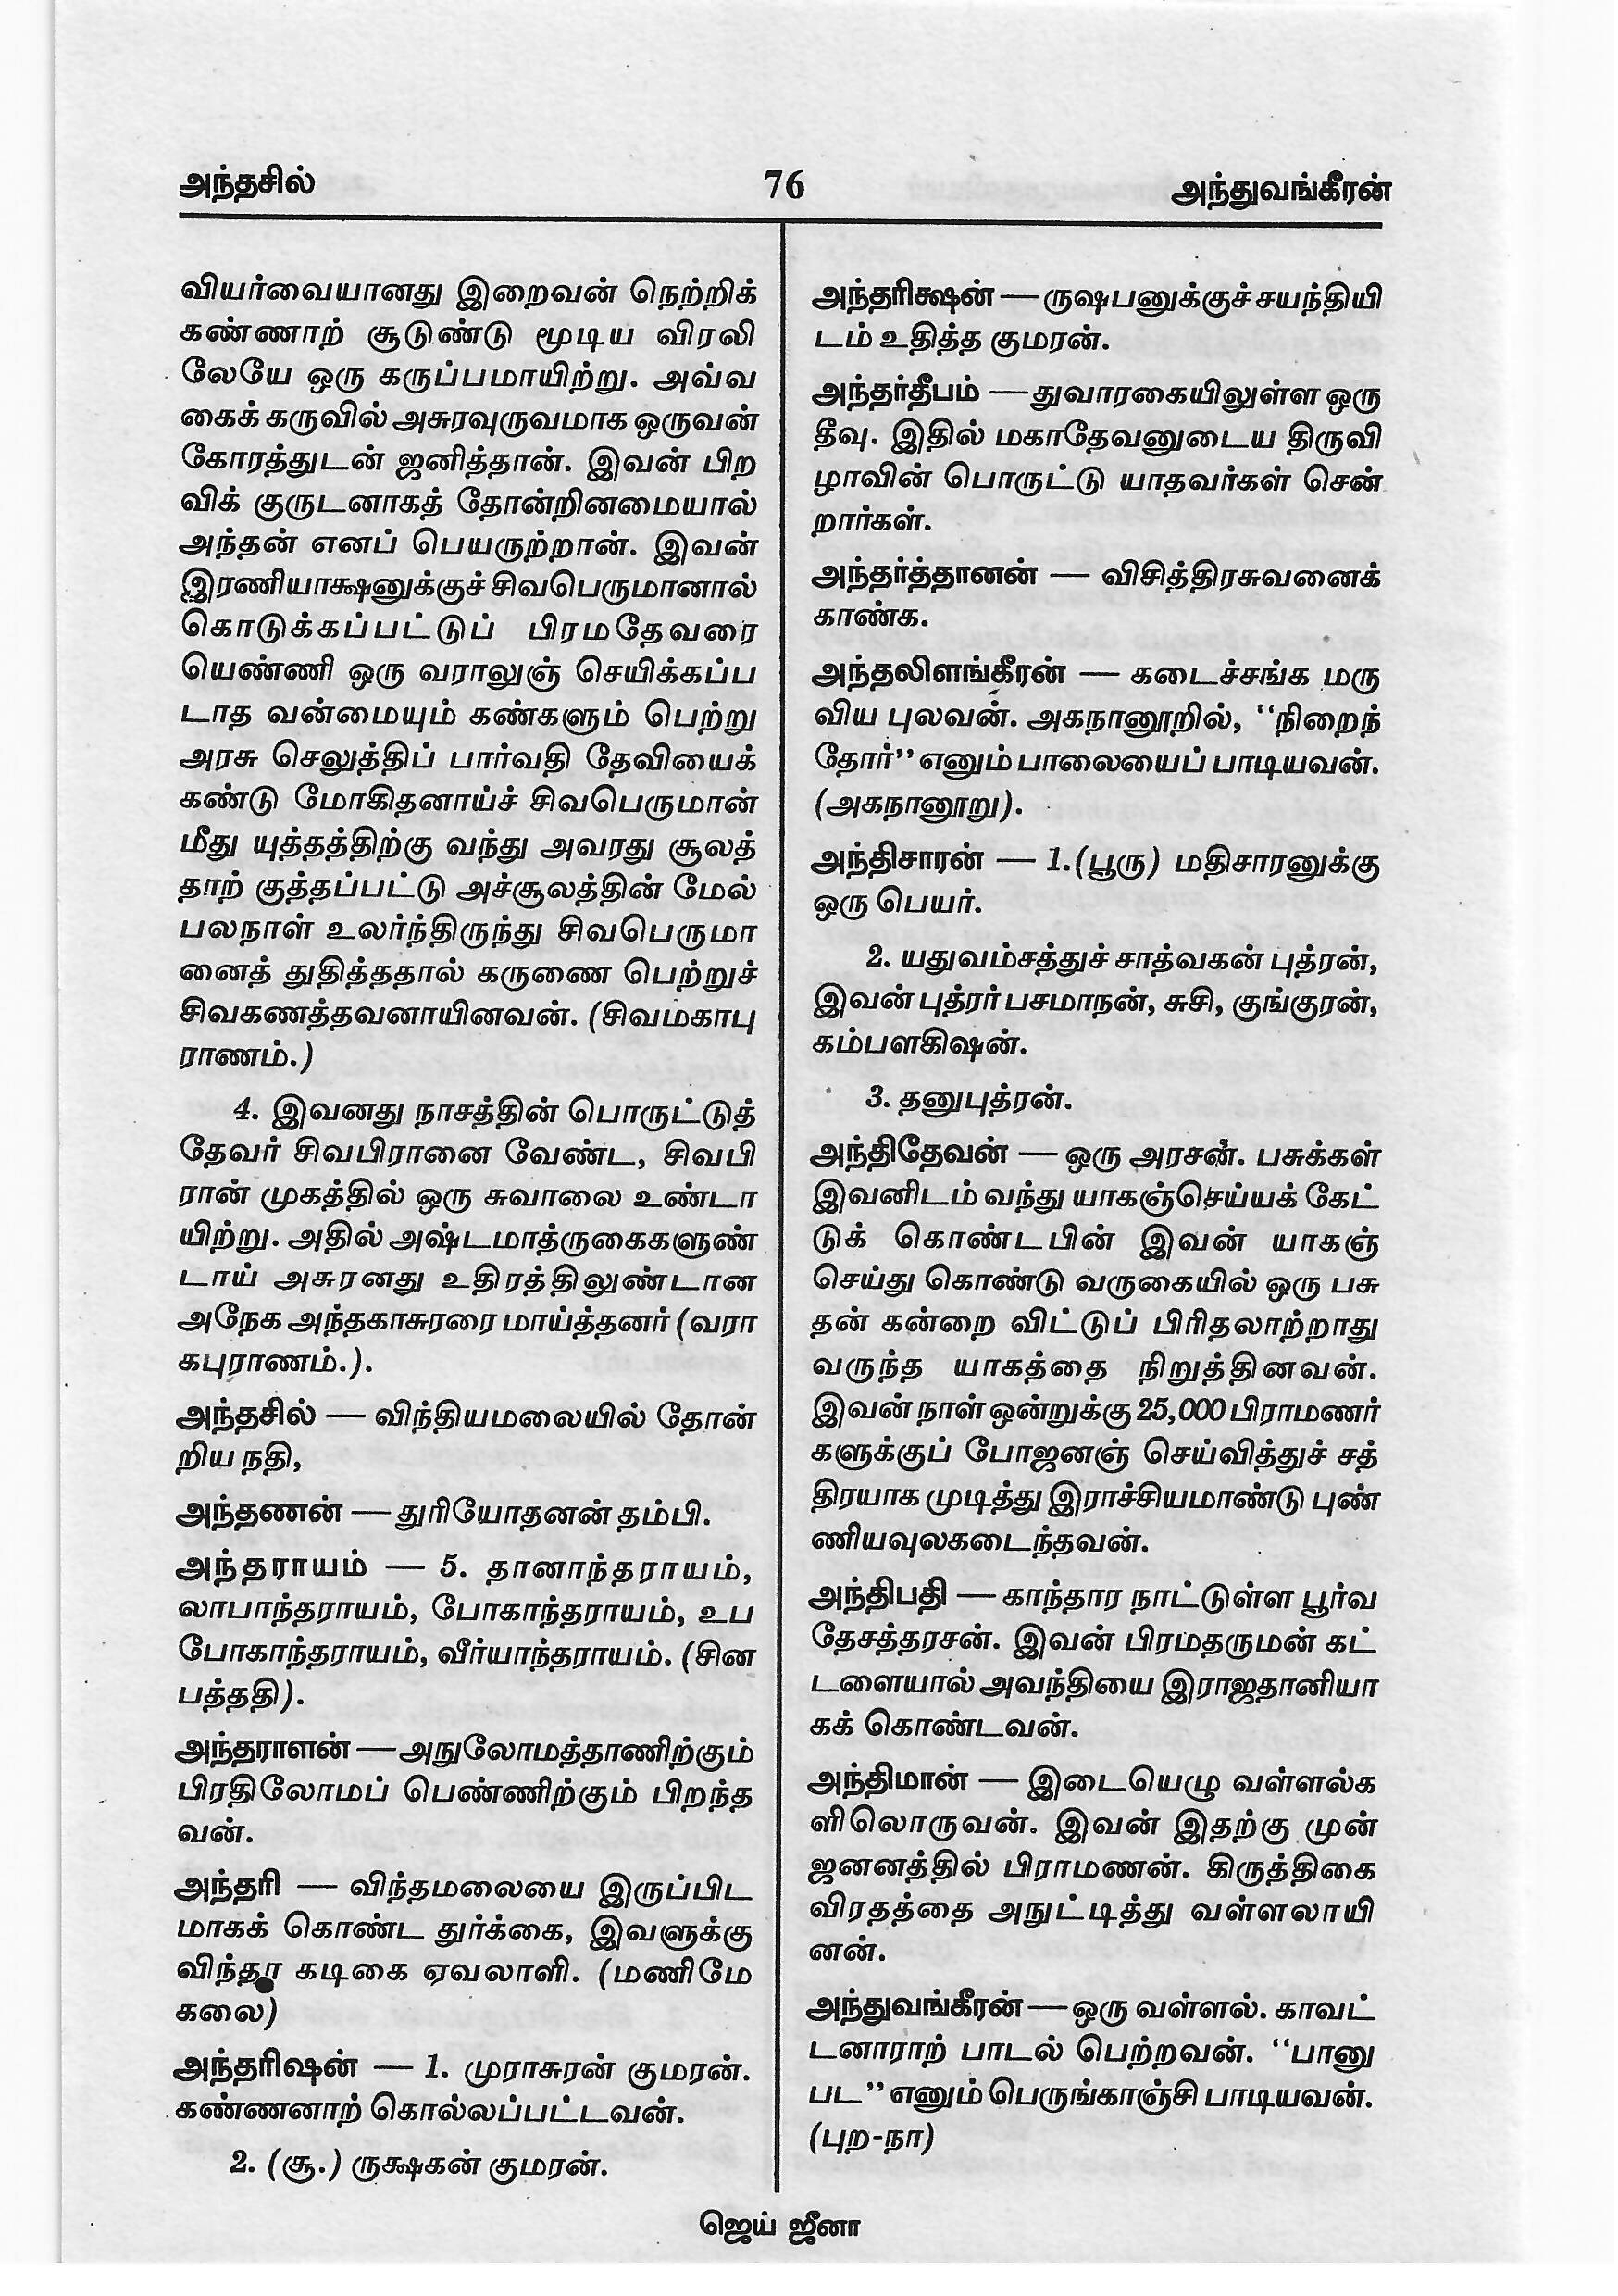 அந்தசில்
76
அந்துவங்கீரன்
வியர்வையானது இறைவன் நெற்றிக்
கண்ணாற் சூடுண்டு மூடிய விரலி
லேயே ஒரு கருப்பமாயிற்று. அவ்வ
கைக் கருவில் அசுரவுருவமாக ஒருவன்
கோரத்துடன் ஜனித்தான். இவன் பிற
விக் குருடனாகத் தோன்றினமையால்
அந்தன் எனப் பெயருற்றான். இவன்
இரணியாக்ஷனுக்குச் சிவபெருமானால்
கொடுக்கப்பட்டுப் பிரமதேவரை
யெண்ணி ஒரு வராலுஞ் செயிக்கப்ப
டாத வன்மையும் கண்களும் பெற்று
அரசு செலுத்திப் பார்வதி தேவியைக்
கண்டு மோகிதனாய்ச் சிவபெருமான்
மீது யுத்தத்திற்கு வந்து அவரது சூலத்
தாற் குத்தப்பட்டு அச்சூலத்தின் மேல்
பலநாள் உலர்ந்திருந்து சிவபெருமா
னைத் துதித்ததால் கருணை பெற்றுச்
சிவகணத்தவனாயினவன். (சிவமகாபு
ராணம்.)
4. இவனது நாசத்தின் பொருட்டுத்
தேவர் சிவபிரானை வேண்ட, சிவபி
ரான் முகத்தில் ஒரு சுவாலை உண்டா
யிற்று. அதில் அஷ்டமாத்ருகைகளுண்
டாய் அசுரனது உதிரத்திலுண்டான
அநேக அந்தகாசுரரை மாய்த்தனர் (வரா
கபுராணம்.).
அந்தசில் — விந்தியமலையில் தோன்
றிய நதி,
அந்தணன் — துரியோதனன் தம்பி.
அந்தராயம் — 5. தானாந்தராயம்,
லாபாந்தராயம், போகாந்தராயம், உப
போகாந்தராயம், வீர்யாந்தராயம். (சின
பத்ததி).
அந்தராளன் — அநுலோமத்தாணிற்கும்
பிரதிலோமப் பெண்ணிற்கும் பிறந்த
வன்.
அந்தரி — விந்தமலையை இருப்பிட
மாகக் கொண்ட துர்க்கை, இவளுக்கு
விந்தா கடிகை ஏவலாளி. (மணிமே
கலை)
அந்தரிஷன் — 1. முராசுரன் குமரன்.
கண்ணனாற் கொல்லப்பட்டவன்.
2. (சூ.) ருக்ஷகன் குமரன்.
அந்தரிக்ஷன் — ருஷபனுக்குச் சயந்தியி
டம் உதித்த குமரன்.
அந்தர்தீபம் — துவாரகையிலுள்ள ஒரு
தீவு. இதில் மகாதேவனுடைய திருவி
ழாவின் பொருட்டு யாதவர்கள் சென்
றார்கள்.
அந்தர்த்தானன் — விசித்திரசுவனைக்
காண்க.
அந்தலிளங்கீரன் — கடைச்சங்க மரு
விய புலவன். அகநானூறில், ‘‘நிறைந்
தோர்’’ எனும் பாலையைப் பாடியவன்.
(அகநானூறு).
அந்திசாரன் — 1.(பூரு) மதிசாரனுக்கு
ஒரு பெயர்.
2. யதுவம்சத்துச் சாத்வகன் புத்ரன்,
இவன் புத்ரர் பசமாநன், சுசி, குங்குரன்,
கம்பளகிஷன்.
3. தனுபுத்ரன்.
அந்திதேவன் — ஒரு அரசன். பசுக்கள்
இவனிடம் வந்து யாகஞ்செய்யக் கேட்
டுக் கொண்டபின் இவன் யாகஞ்
செய்து கொண்டு வருகையில் ஒரு பசு
தன் கன்றை விட்டுப் பிரிதலாற்றாது
வருந்த யாகத்தை நிறுத்தினவன்.
இவன் நாள் ஒன்றுக்கு 25,000 பிராமணர்
களுக்குப் போஜனஞ் செய்வித்துச் சத்
திரயாக முடித்து இராச்சியமாண்டு புண்
ணியவுலகடைந்தவன்.
அந்திபதி — காந்தார நாட்டுள்ள பூர்வ
தேசத்தரசன். இவன் பிரமதருமன் கட்
டளையால் அவந்தியை இராஜதானியா
கக் கொண்டவன்.
அந்திமான் — இடையெழு வள்ளல்க
ளிலொருவன். இவன் இதற்கு முன்
ஜனனத்தில் பிராமணன். கிருத்திகை
விரதத்தை அநுட்டித்து வள்ளலாயி
னன்.
அந்துவங்கீரன் — ஒரு வள்ளல். காவட்
டனாராற் பாடல் பெற்றவன். ‘‘பானு
பட’’ எனும் பெருங்காஞ்சி பாடியவன்.
(புற-நா)
ஜெய் ஜீனா